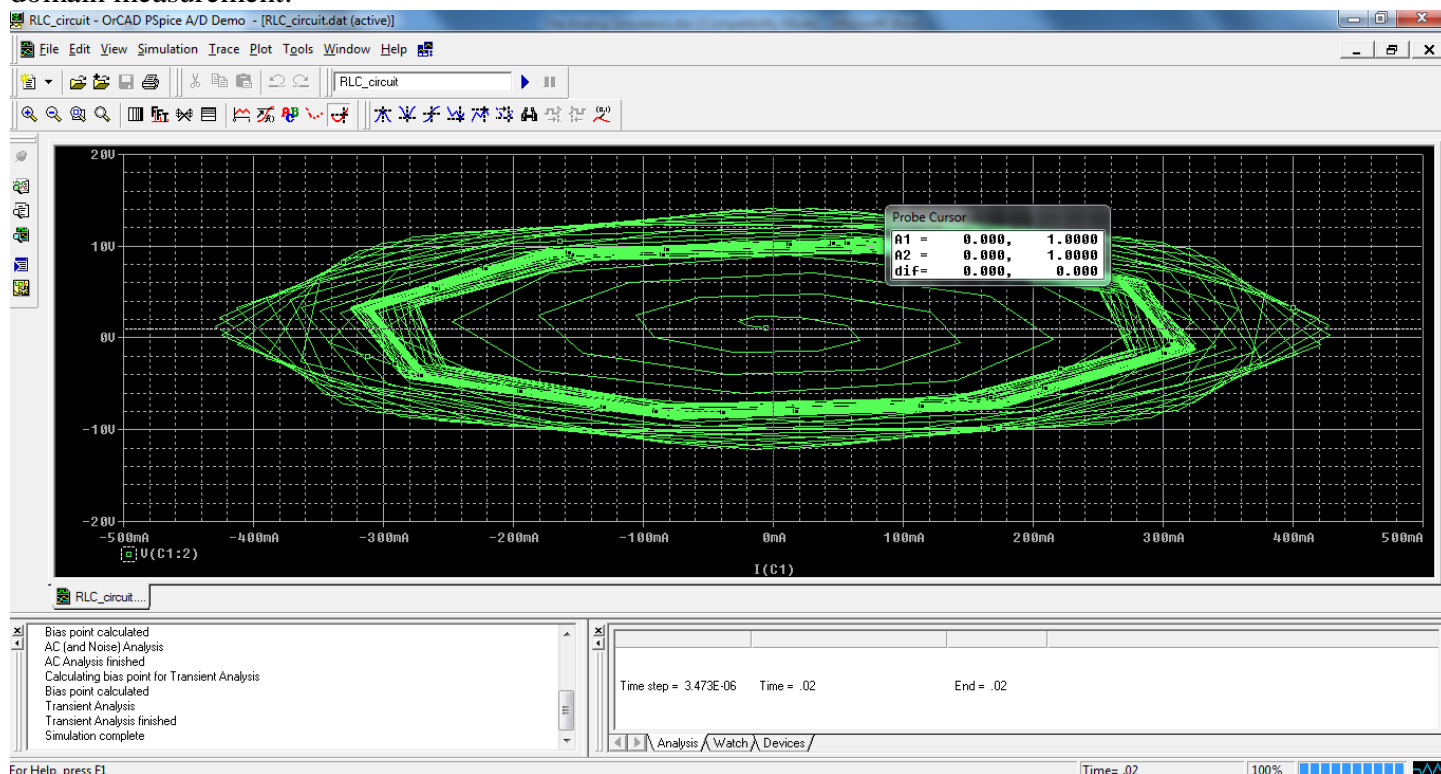 domain measurement.
RLC_circuit - OrCAD PSpice A/D Demo - [RLC_circuit.dat (active)]
File Edit View Simulation Trace Plot Tools Window Help
RLC_circuit
FFT
20V
10V
0V
-10V
-20V
Probe Cursor
A1 = 0.000, 1.0000
A2 = 0.000, 1.0000
dif= 0.000, 0.000
-500mA -400mA -300mA -200mA -100mA 0mA 100mA 200mA 300mA 400mA 500mA
V(C1:2)
I(C1)
RLC_circuit....
Bias point calculated
AC (and Noise) Analysis
AC Analysis finished
Calculating bias point for Transient Analysis
Bias point calculated
Transient Analysis
Transient Analysis finished
Simulation complete
Time step = 3.473E-06 Time = .02 End = .02
Analysis Watch Devices
For Help, press F1
Time= .02 100%